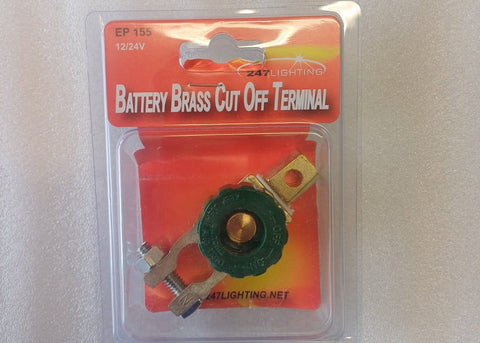 EP 155
12/24V
247LIGHTING
BATTERY BRASS CUT OFF TERMINAL
247LIGHTING.NET